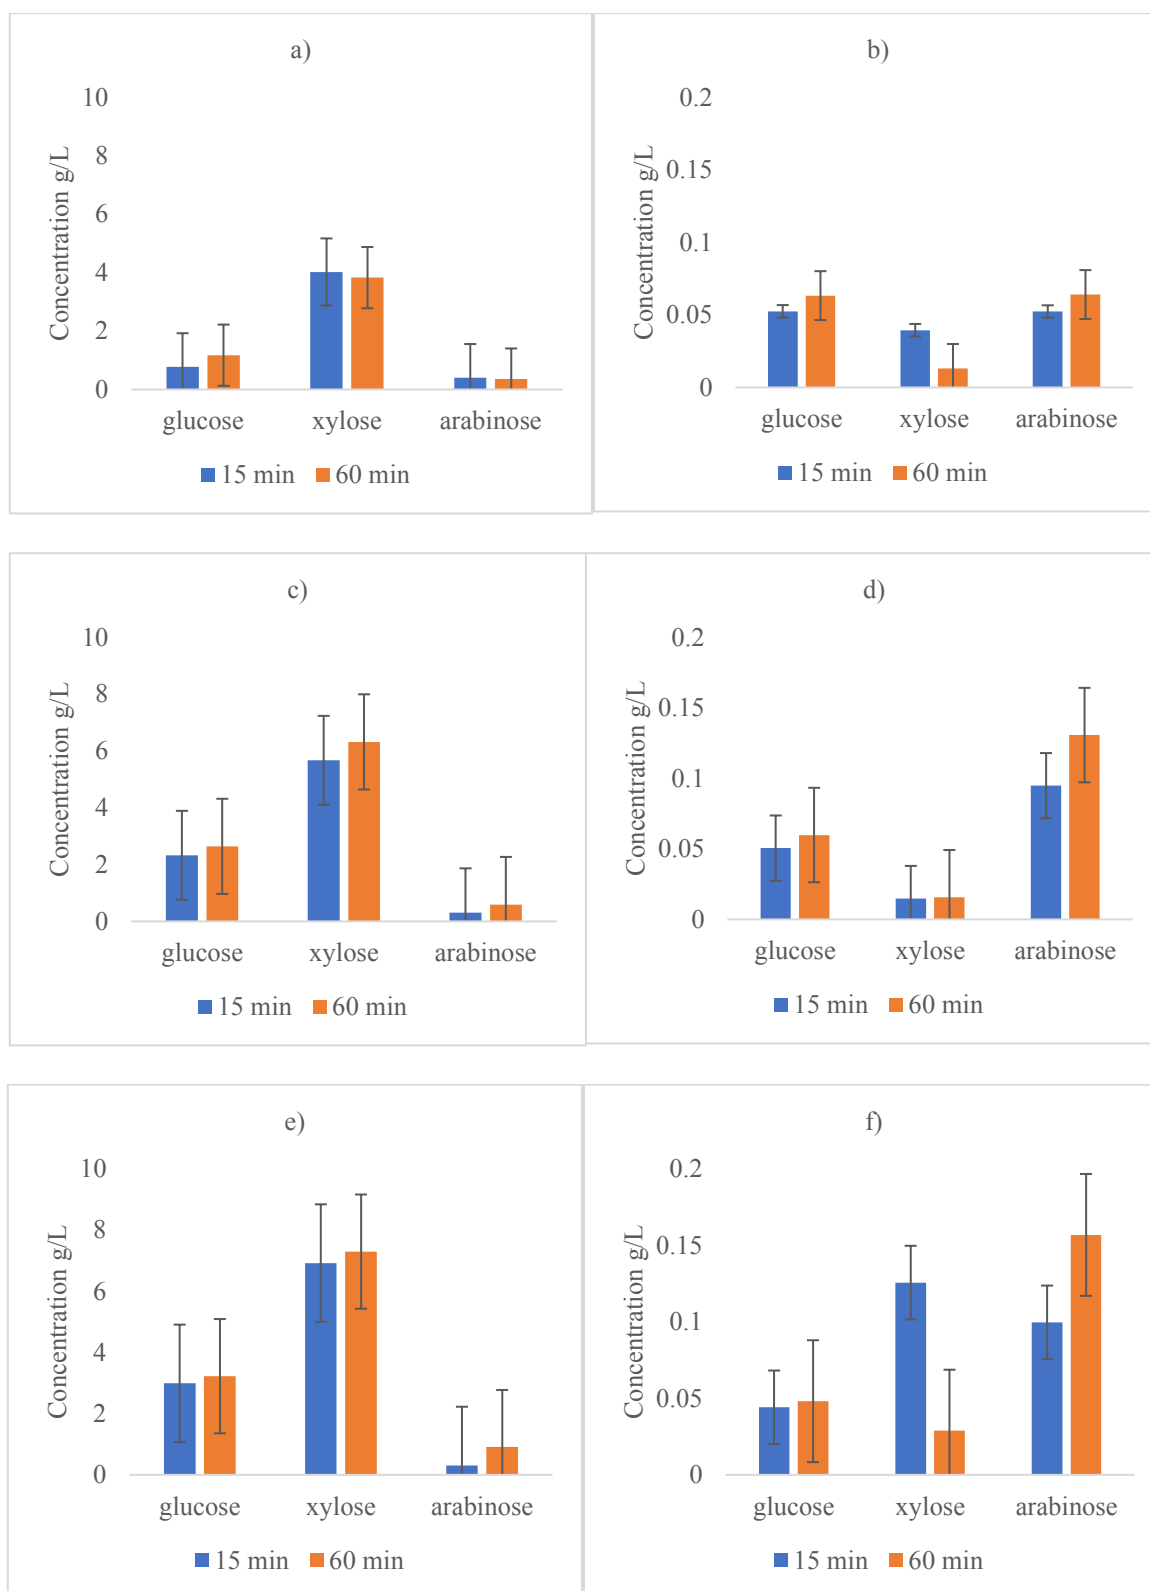 a)
10
8
6
4
2
0
Concentration g/L
glucose xylose arabinose
15 min 60 min
b)
0.2
0.15
0.1
0.05
0
Concentration g/L
glucose xylose arabinose
15 min 60 min
c)
10
8
6
4
2
0
Concentration g/L
glucose xylose arabinose
15 min 60 min
d)
0.2
0.15
0.1
0.05
0
Concentration g/L
glucose xylose arabinose
15 min 60 min
e)
10
8
6
4
2
0
Concentration g/L
glucose xylose arabinose
15 min 60 min
f)
0.2
0.15
0.1
0.05
0
Concentration g/L
glucose xylose arabinose
15 min 60 min